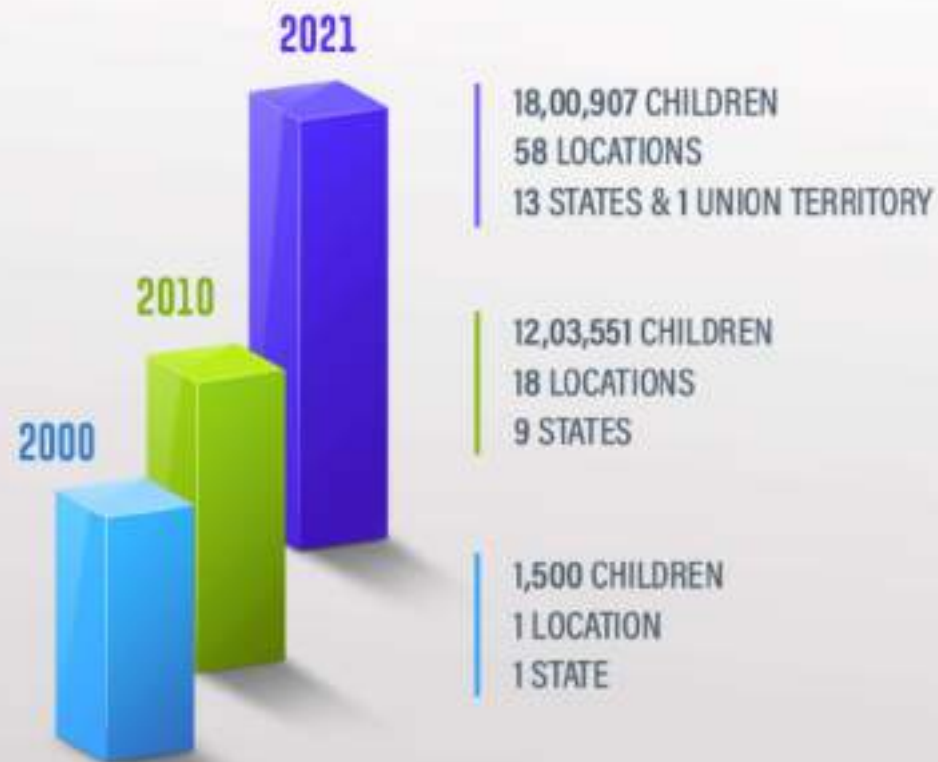 2021
18,00,907 CHILDREN
58 LOCATIONS
13 STATES & 1 UNION TERRITORY
2010
12,03,551 CHILDREN
18 LOCATIONS
9 STATES
2000
1,500 CHILDREN
1 LOCATION
1 STATE